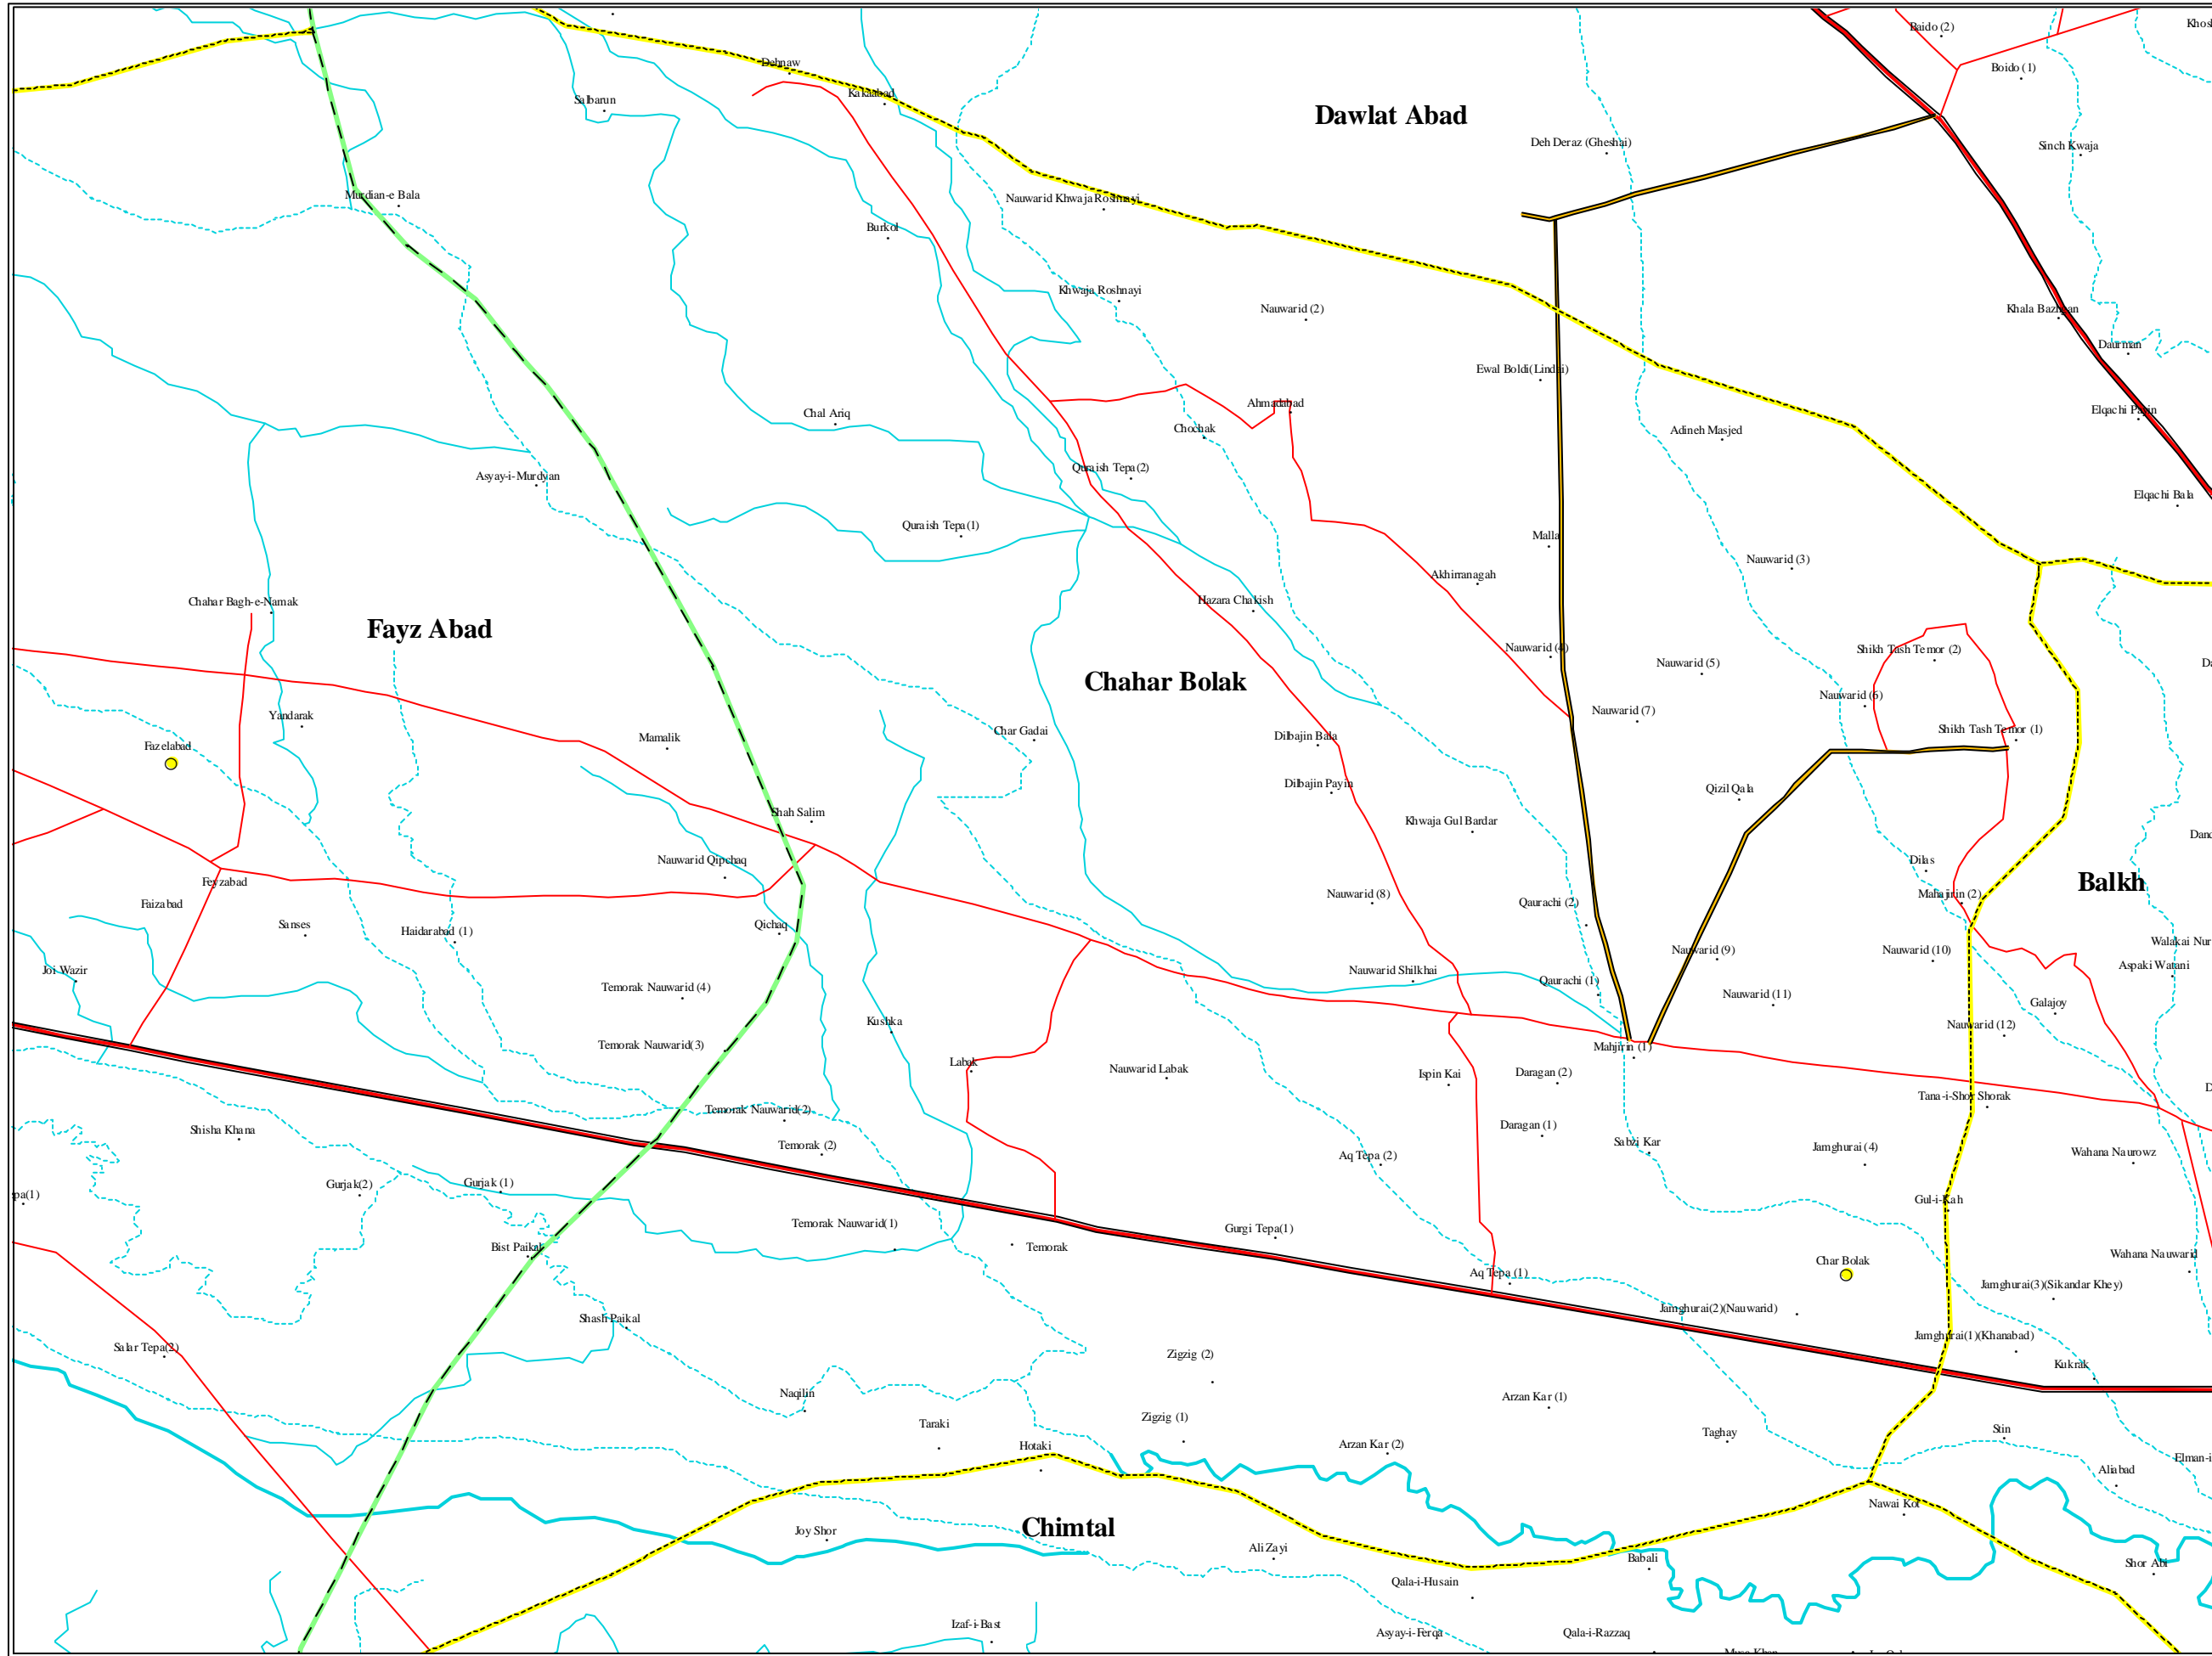 Baido (2)
Dehnaw
Boido (1)
Kakaabad
Salbarun
Dawlat Abad
Deh Deraz (Gheshai)
Sinch Kwaja
Murdian-e Bala
Nauwarid Khwaja Roshnayi
Burkol
Khwaja Roshnayi
Nauwarid (2)
Khala Bazgan
Daurman
Ewal Boldi(Lindai)
Ahmadabad
Elqachi Payin
Chal Ariq
Chochak
Adineh Masjed
Quraish Tepa(2)
Asyay-i-Murdyan
Elqachi Bala
Quraish Tepa(1)
Malla
Nauwarid (3)
Akhirranagah
Chahar Bagh-e-Namak
Hazara Chakish
Fayz Abad
Nauwarid (4)
Shikh Tash Temor (2)
Nauwarid (5)
Chahar Bolak
Nauwarid (6)
Yandarak
Nauwarid (7)
Char Gadai
Shikh Tash Temor (1)
Mamalik
Dilbajin Bala
Fazelabad
Dilbajin Payin
Qizil Qala
Shah Salim
Khwaja Gul Bardar
Nauwarid Qipchaq
Dilas
Feyzabad
Balkh
Nauwarid (8)
Mahajirin (2)
Faizabad
Qaurachi (2)
Sanses
Haidarabad (1)
Qichaq
Walakai Nur
Nauwarid (9)
Nauwarid (10)
Joi Wazir
Nauwarid Shilkhai
Aspaki Watani
Qaurachi (1)
Temorak Nauwarid (4)
Nauwarid (11)
Galajoy
Kushka
Nauwarid (12)
Temorak Nauwarid(3)
Mahjirin (1)
Labak
Nauwarid Labak
Ispin Kai
Daragan (2)
Tana-i-Shor Shorak
Temorak Nauwarid(2)
Shisha Khana
Daragan (1)
Temorak (2)
Sabzi Kar
Jamghurai (4)
Wahana Naurowz
Aq Tepa (2)
Gurjak(2)
Gurjak (1)
pa(1)
Gul-i-Kah
Temorak Nauwarid(1)
Gurgi Tepa(1)
Bist Paikal
Temorak
Wahana Nauwarid
Char Bolak
Aq Tepa (1)
Jamghurai(3)(Sikandar Khey)
Jamghurai(2)(Nauwarid)
Shash Paikal
Jamghurai(1)(Khanabad)
Salar Tepa(2)
Zigzig (2)
Kukrak
Naqilin
Arzan Kar (1)
Zigzig (1)
Taraki
Taghay
Stin
Hotaki
Arzan Kar (2)
Elman-i
Aliabad
Nawai Kot
Chimtal
Joy Shor
Ali Zayi
Babali
Shor Abi
Qala-i-Husain
Izaf-i-Bast
Asyay-i-Ferqa
Qala-i-Razzaq